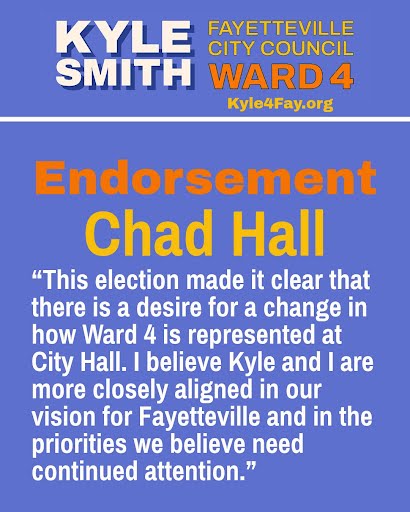 KYLE
SMITH
FAYETTEVILLE
CITY COUNCIL
WARD 4
Kyle4Fay.org
Endorsement
Chad Hall
“This election made it clear that
there is a desire for a change in
how Ward 4 is represented at
City Hall. I believe Kyle and I are
more closely aligned in our
vision for Fayetteville and in the
priorities we believe need
continued attention.”